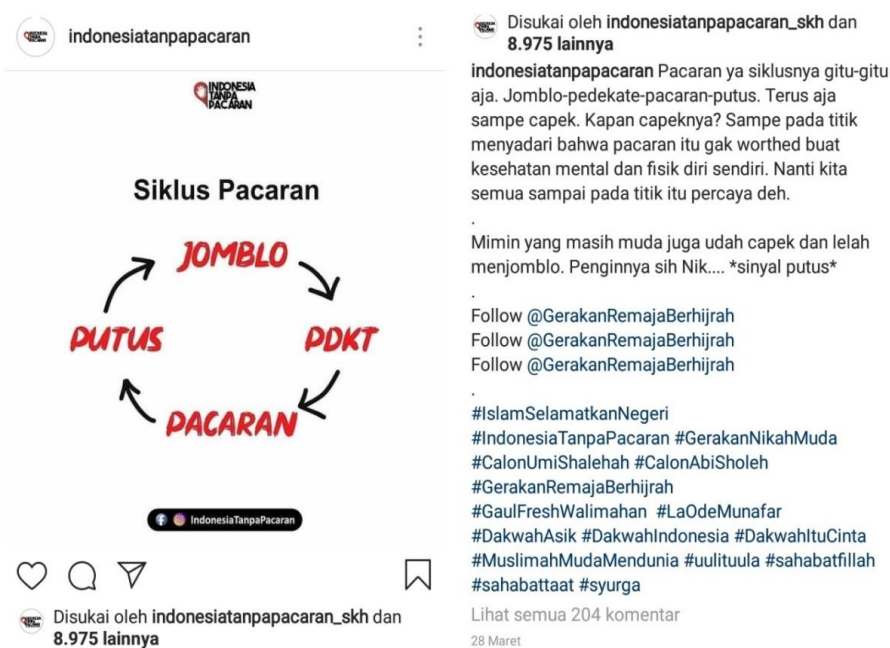 indonesiatanpapacaran
INDONESIA
TANPA
PACARAN
Siklus Pacaran
JOMBLO
PUTUS
PDKT
PACARAN
IndonesiaTanpaPacaran
Disukai oleh indonesiatanpapacaran_skh dan
8.975 lainnya
Disukai oleh indonesiatanpapacaran_skh dan
8.975 lainnya
indonesiatanpapacaran Pacaran ya siklusnya gitu-gitu
aja. Jomblo-pedekate-pacaran-putus. Terus aja
sampe capek. Kapan capeknya? Sampe pada titik
menyadari bahwa pacaran itu gak worthed buat
kesehatan mental dan fisik diri sendiri. Nanti kita
semua sampai pada titik itu percaya deh.
.
Mimin yang masih muda juga udah capek dan lelah
menjomblo. Penginnya sih Nik.... *sinyal putus*
.
Follow @GerakanRemajaBerhijrah
Follow @GerakanRemajaBerhijrah
Follow @GerakanRemajaBerhijrah
.
#IslamSelamatkanNegeri
#IndonesiaTanpaPacaran #GerakanNikahMuda
#CalonUmiShalehah #CalonAbiSholeh
#GerakanRemajaBerhijrah
#GaulFreshWalimahan #LaOdeMunafar
#DakwahAsik #DakwahIndonesia #DakwahItuCinta
#MuslimahMudaMendunia #uulituula #sahabatfillah
#sahabattaat #syurga
Lihat semua 204 komentar
28 Maret